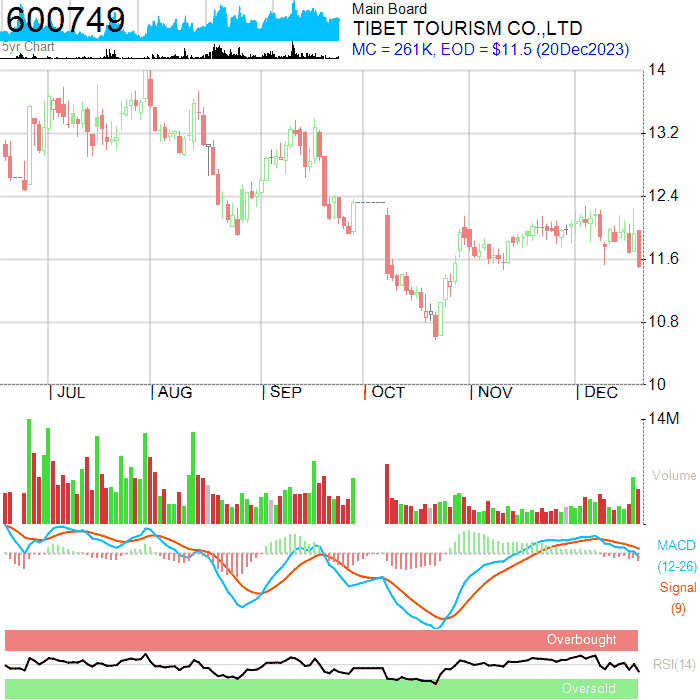 600749
5yr Chart
Main Board
TIBET TOURISM CO.,LTD
MC = 261K, EOD = $11.5 (20Dec2023)
14
13.2
12.4
11.6
10.8
10
JUL AUG SEP OCT NOV DEC
14M
Volume
MACD
(12-26)
Signal
(9)
Overbought
RSI(14)
Oversold